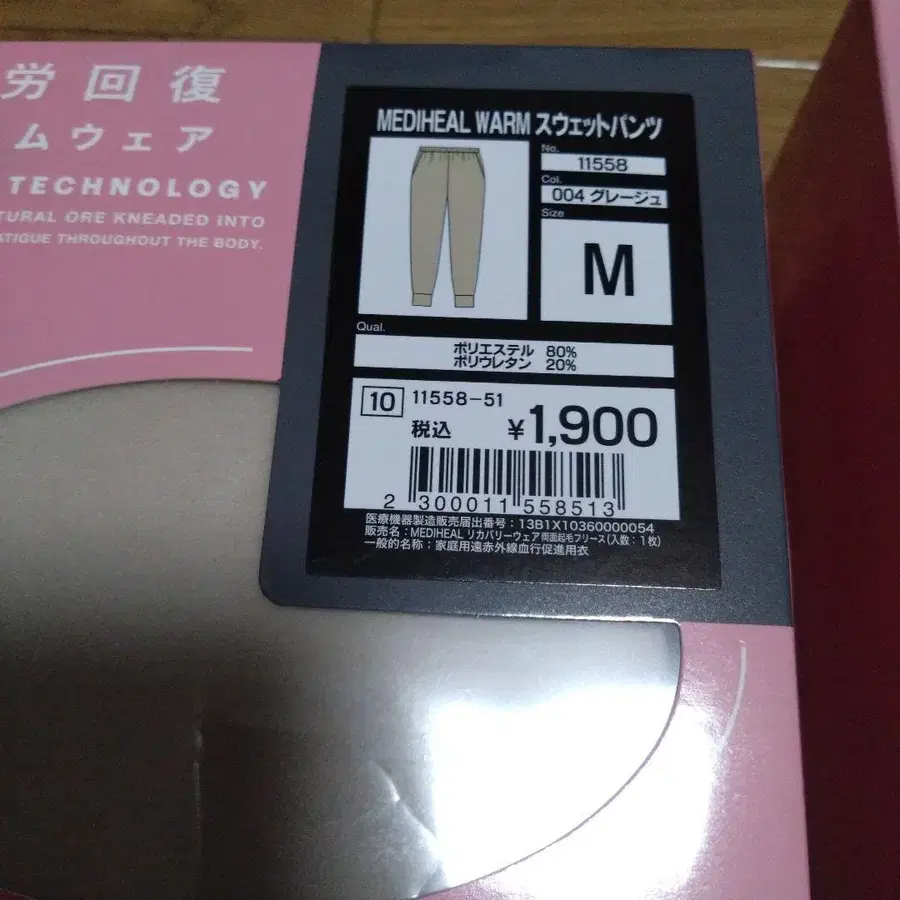 労回復
ムウェア
TECHNOLOGY
TURAL ORE KNEADED INTO
ATIGUE THROUGHOUT THE BODY.
MEDIHEAL WARM スウェットパンツ
No.
11558
Col.
004 グレージュ
Size
M
Qual.
ポリエステル 80%
ポリウレタン 20%
10 11558-51
税込 ¥1,900
2 300011 558513
医療機器製造販売届出番号：13B1X10360000054
販売名：MEDIHEAL リカバリーウェア両面起毛フリース(入数：1枚)
一般的名称：家庭用遠赤外線血行促進用衣